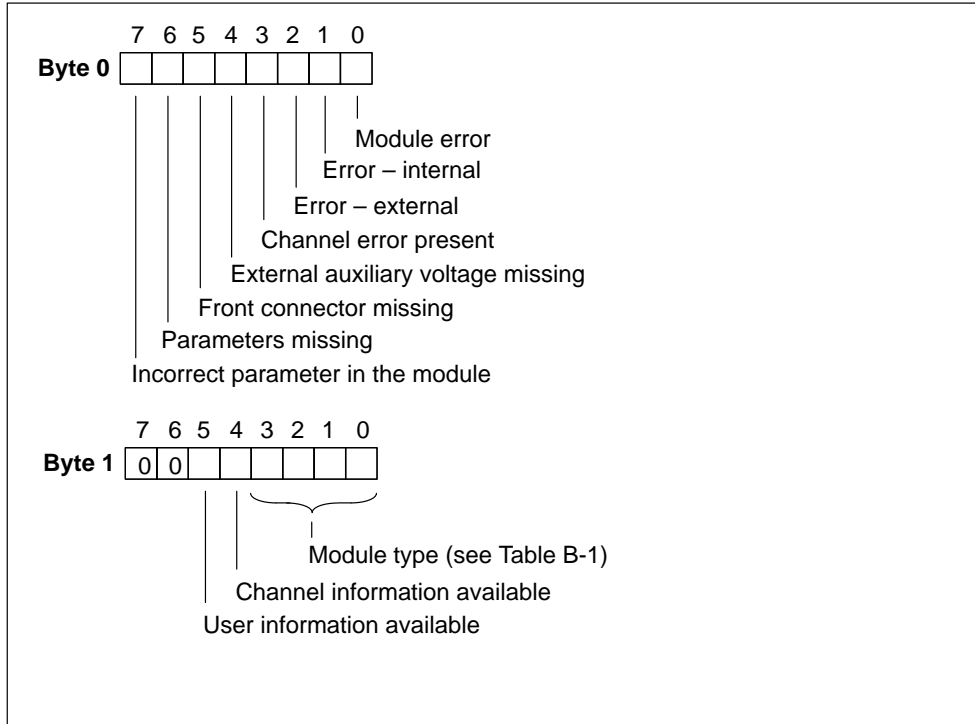 7 6 5 4 3 2 1 0
Byte 0
Module error
Error – internal
Error – external
Channel error present
External auxiliary voltage missing
Front connector missing
Parameters missing
Incorrect parameter in the module
7 6 5 4 3 2 1 0
Byte 1 0 0
Module type (see Table B-1)
Channel information available
User information available